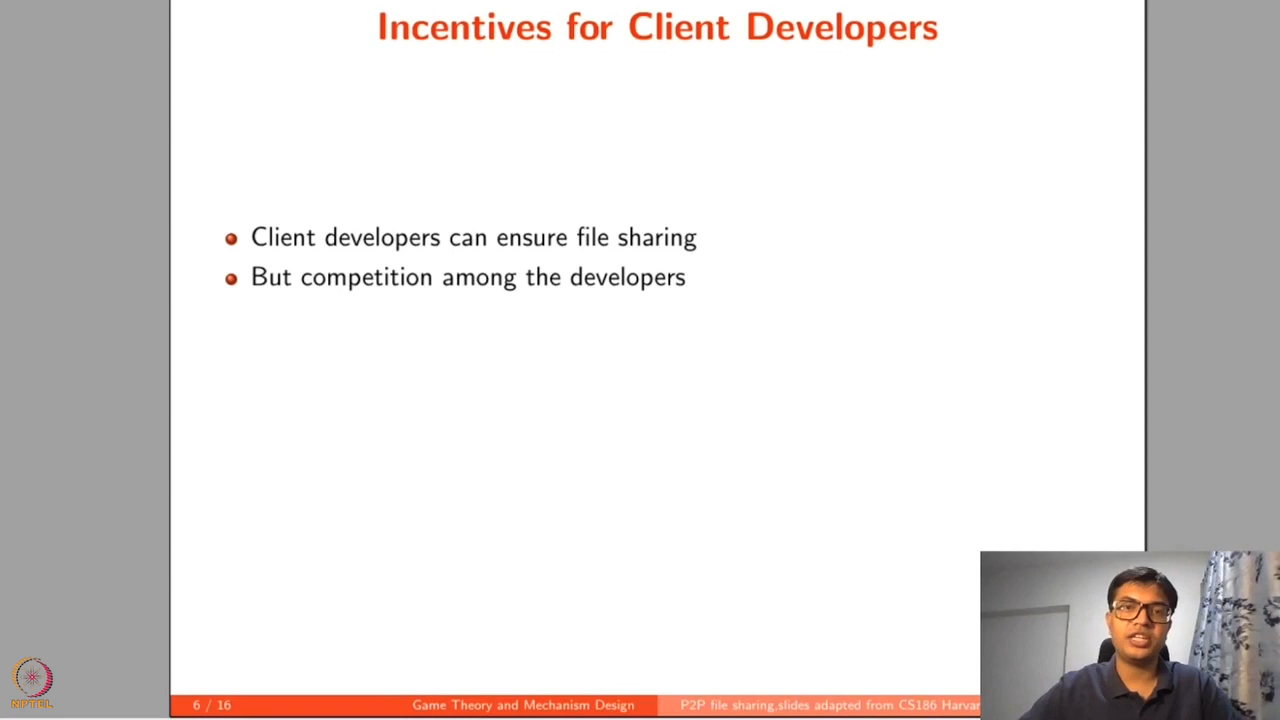 Incentives for Client Developers
Client developers can ensure file sharing
But competition among the developers
6 / 16
Game Theory and Mechanism Design
P2P file sharing,slides adapted from CS186
NPTEL